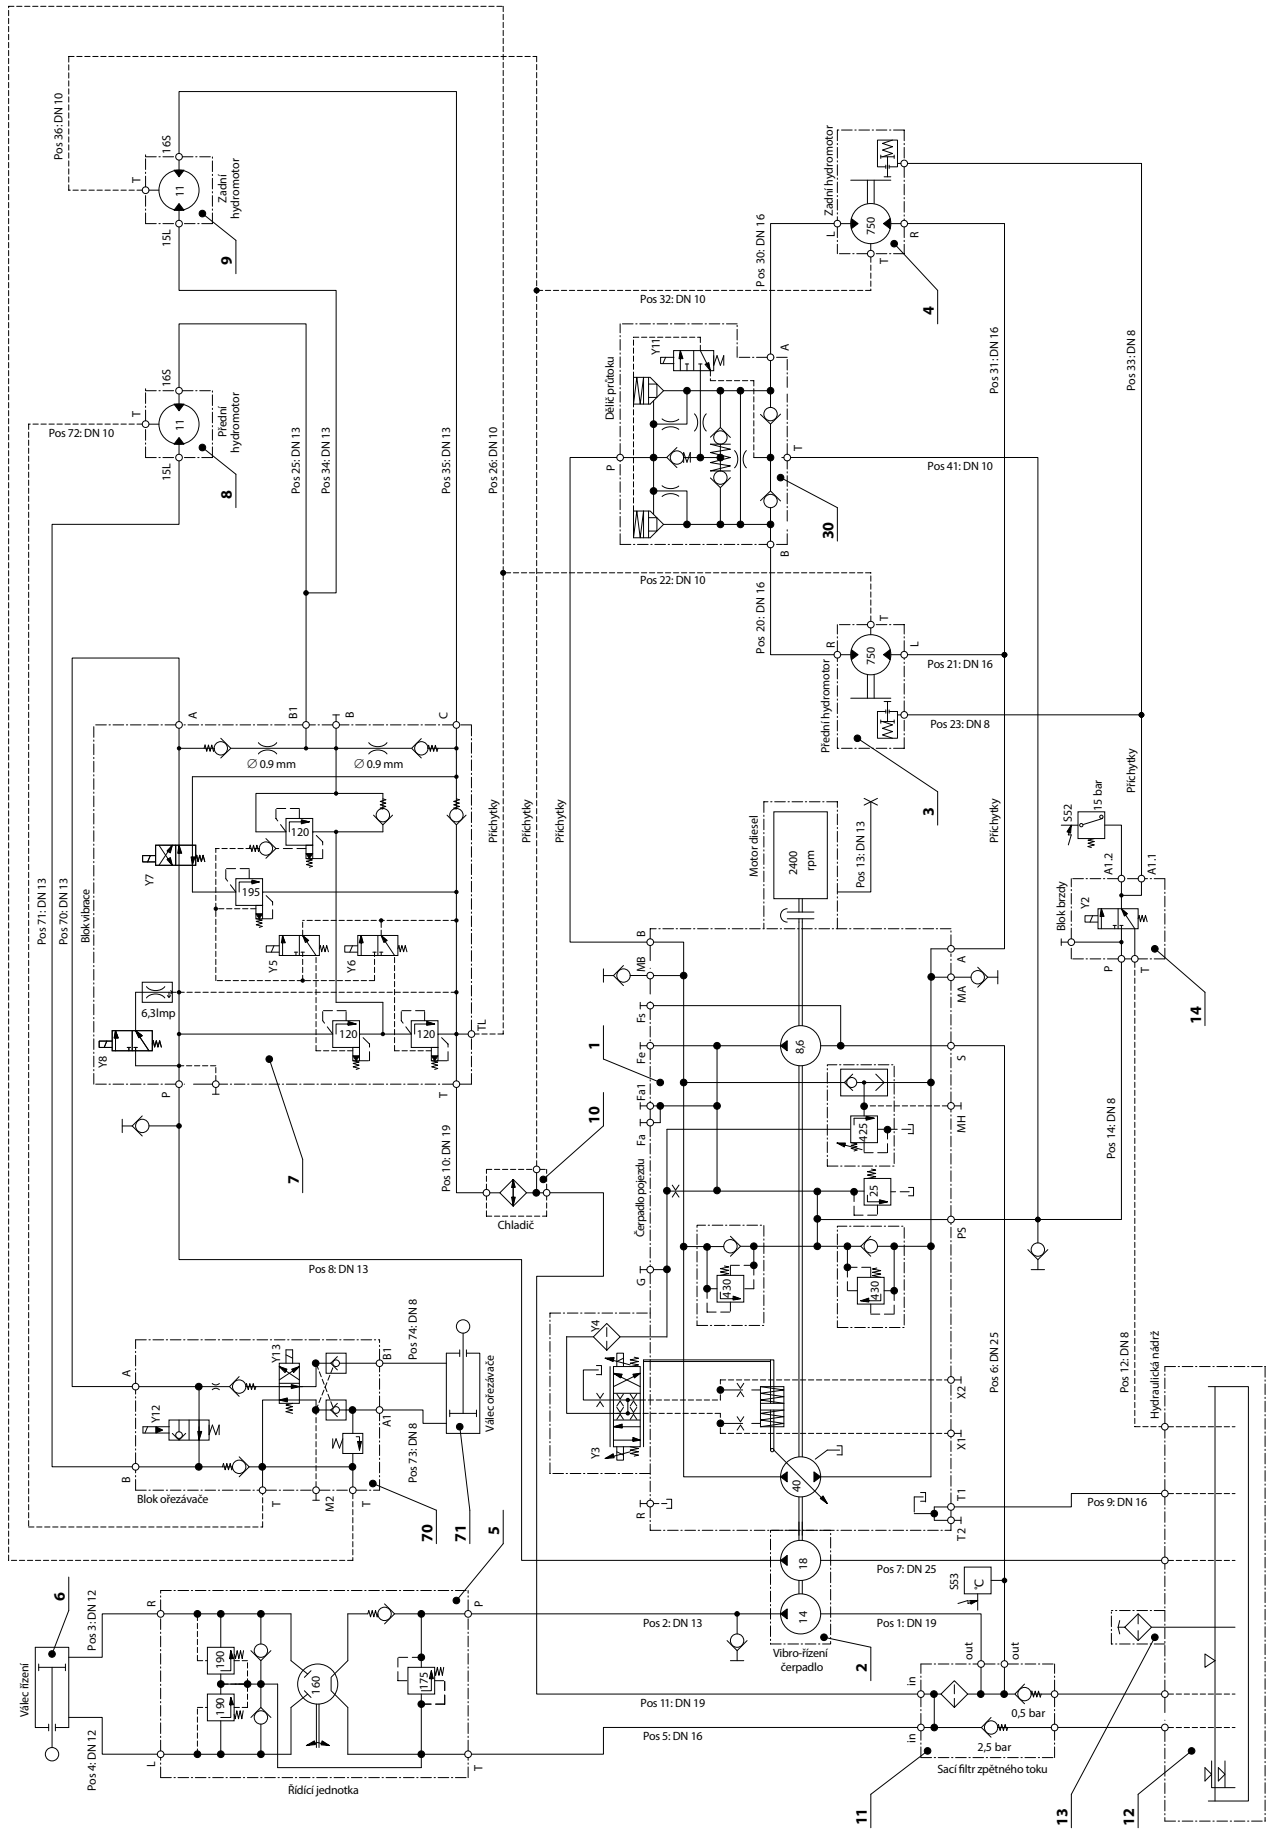 Pos 36: DN 10
T
16S
11
15L
Zadní
hydromotor
9
Pos 72: DN 10
T
16S
11
15L
Přední
hydromotor
8
Pos 25: DN 13
Pos 34: DN 13
Pos 35: DN 13
Pos 26: DN 10
Pos 71: DN 13
Pos 70: DN 13
Blok vibrace
A
B1
B
C
Ø 0.9 mm
Ø 0.9 mm
Y7
120
195
Y5
Y6
6,3lmp
Y8
120
120
TL
P
T
7
Příchytky
Příchytky
Příchytky
Pos 10: DN 19
10
Chladič
Pos 8: DN 13
Blok ořezávače
A
B
Y12
Y13
B1
A1
T
M2
T
Pos 74: DN 8
Pos 73: DN 8
Válec ořezávače
70
71
5
6
Válec řízení
Pos 3: DN 12
Pos 4: DN 12
R
L
190
190
160
175
P
T
Řídící jednotka
Pos 2: DN 13
Pos 1: DN 19
Pos 11: DN 19
Pos 5: DN 16
Zadní hydromotor
L
750
T
R
4
Pos 30: DN 16
Pos 32: DN 10
Pos 31: DN 16
Pos 33: DN 8
Dělič průtoku
Y11
P
A
T
B
30
Pos 41: DN 10
Pos 22: DN 10
Pos 20: DN 16
Přední hydromotor
R
750
T
L
3
Pos 21: DN 16
Pos 23: DN 8
Příchytky
Příchytky
Motor diesel
2400
rpm
Pos 13: DN 13
S52
15 bar
Blok brzdy
A1.2
A1.1
Y2
P
T
14
Pos 14: DN 8
Čerpadlo pojezdu
B
MB
Fs
Fe
Fa1
Fa
G
R
1
8,6
A
MA
S
MH
PS
X2
X1
T1
T2
425
25
430
430
Y4
Y3
40
Pos 6: DN 25
Pos 12: DN 8
Pos 9: DN 16
Pos 7: DN 25
18
14
Vibro-řízení
čerpadlo
2
S53
°C
in
in
out
out
0,5 bar
2,5 bar
Sací filtr zpětného toku
11
Hydraulická nádrž
13
12